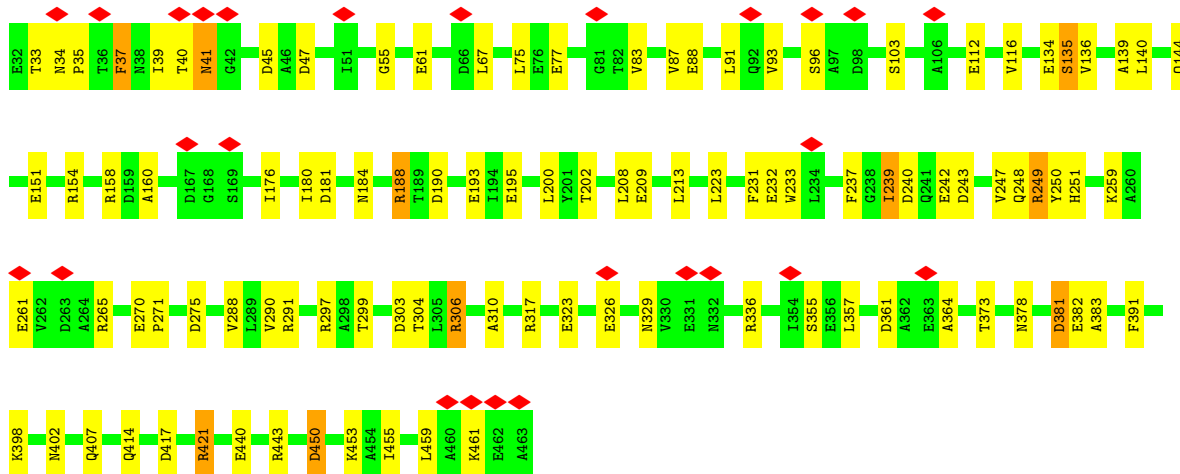 E32 T33 N34 P35 T36 F37 N38 I39 T40 N41 G42 D45 A46 D47 I51 G55 E61 D66 L67 L75 E76 E77 G81 T82 V83 V87 E88 L91 Q92 V93 S96 A97 D98 S103 A106 E112 V116 E134 S135 V136 A139 L140
E151 R154 R158 D159 A160 D167 G168 S169 I176 I180 D181 N184 R188 T189 D190 E193 I194 E195 L200 Y201 T202 L208 E209 L213 L223 F231 E232 W233 L234 F237 G238 I239 D240 Q241 E242 D243 V247 Q248 R249 Y250 H251 K259 A260
E261 V262 D263 A264 R265 E270 P271 D275 V288 L289 V290 R291 R297 A298 T299 D303 T304 L305 R306 A310 R317 E323 E326 N329 V330 E331 N332 R336 I354 S355 E356 L357 D361 A362 E363 A364 T373 N378 D381 E382 A383 F391
K398 N402 Q407 Q414 D417 R421 E440 R443 D450 K453 A454 I455 L459 A460 K461 E462 A463